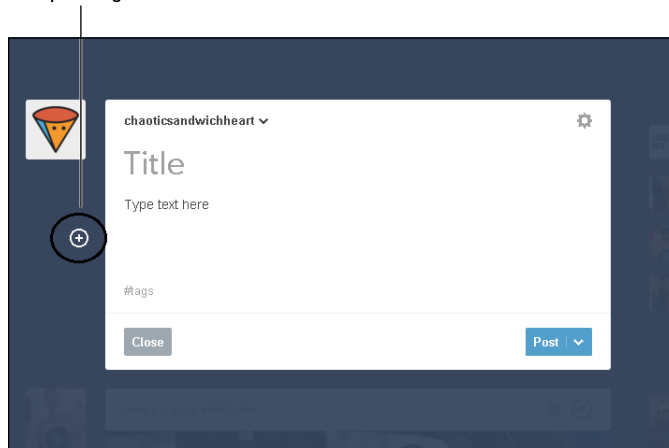 chaoticsandwichheart
Title
Type text here
#tags
Close
Post